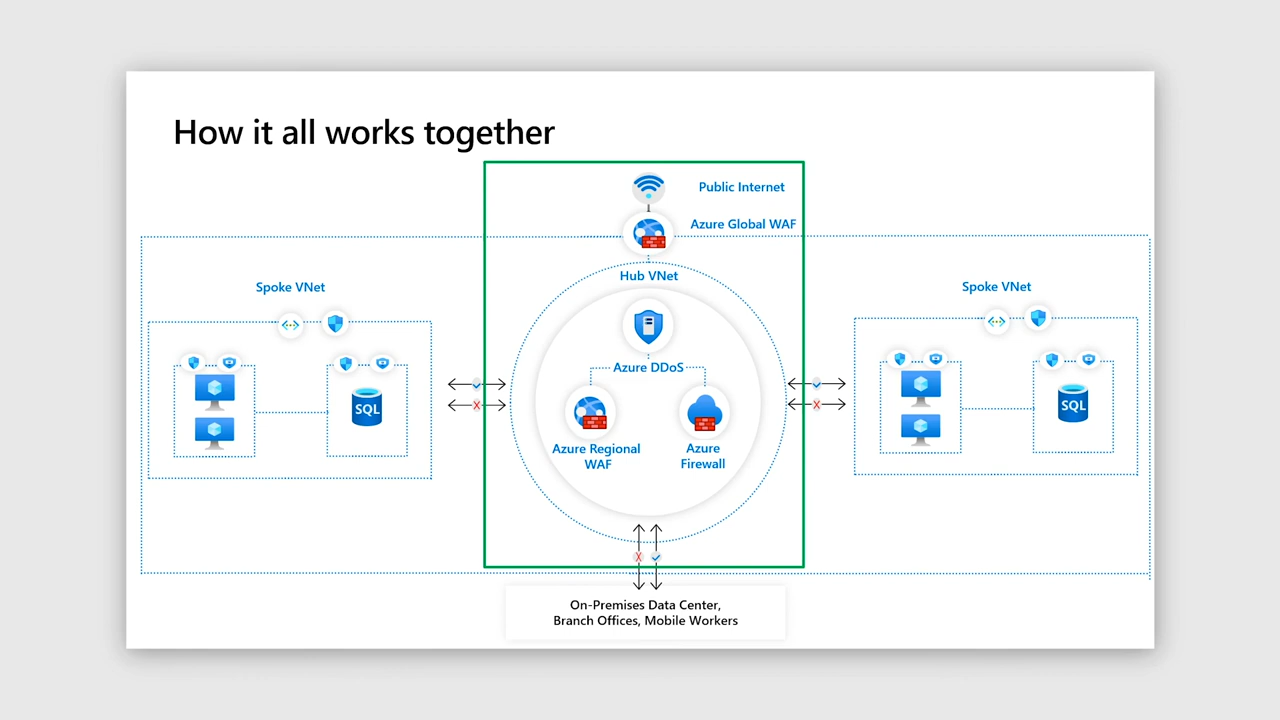 How it all works together
Public Internet
Azure Global WAF
Hub VNet
Spoke VNet
Spoke VNet
Azure DDoS
SQL
SQL
Azure Regional
WAF
Azure
Firewall
X
X
X
On-Premises Data Center,
Branch Offices, Mobile Workers